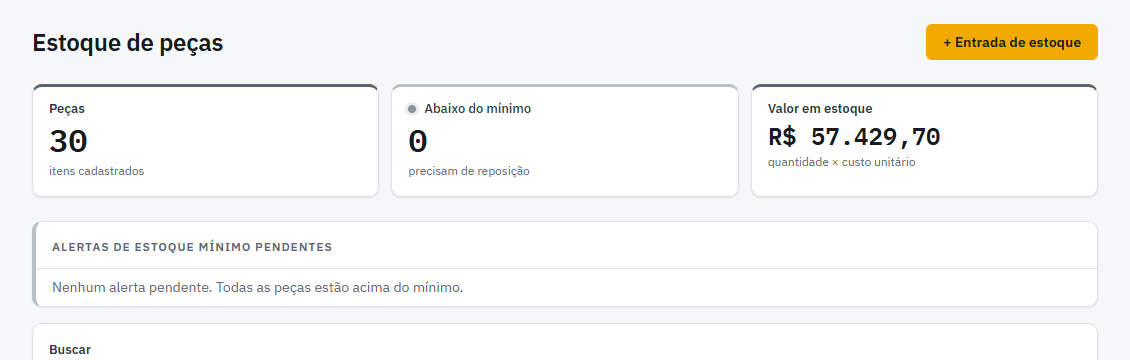 Estoque de peças
+ Entrada de estoque
Peças
30
itens cadastrados
Abaixo do mínimo
0
precisam de reposição
Valor em estoque
R$ 57.429,70
quantidade × custo unitário
ALERTAS DE ESTOQUE MÍNIMO PENDENTES
Nenhum alerta pendente. Todas as peças estão acima do mínimo.
Buscar